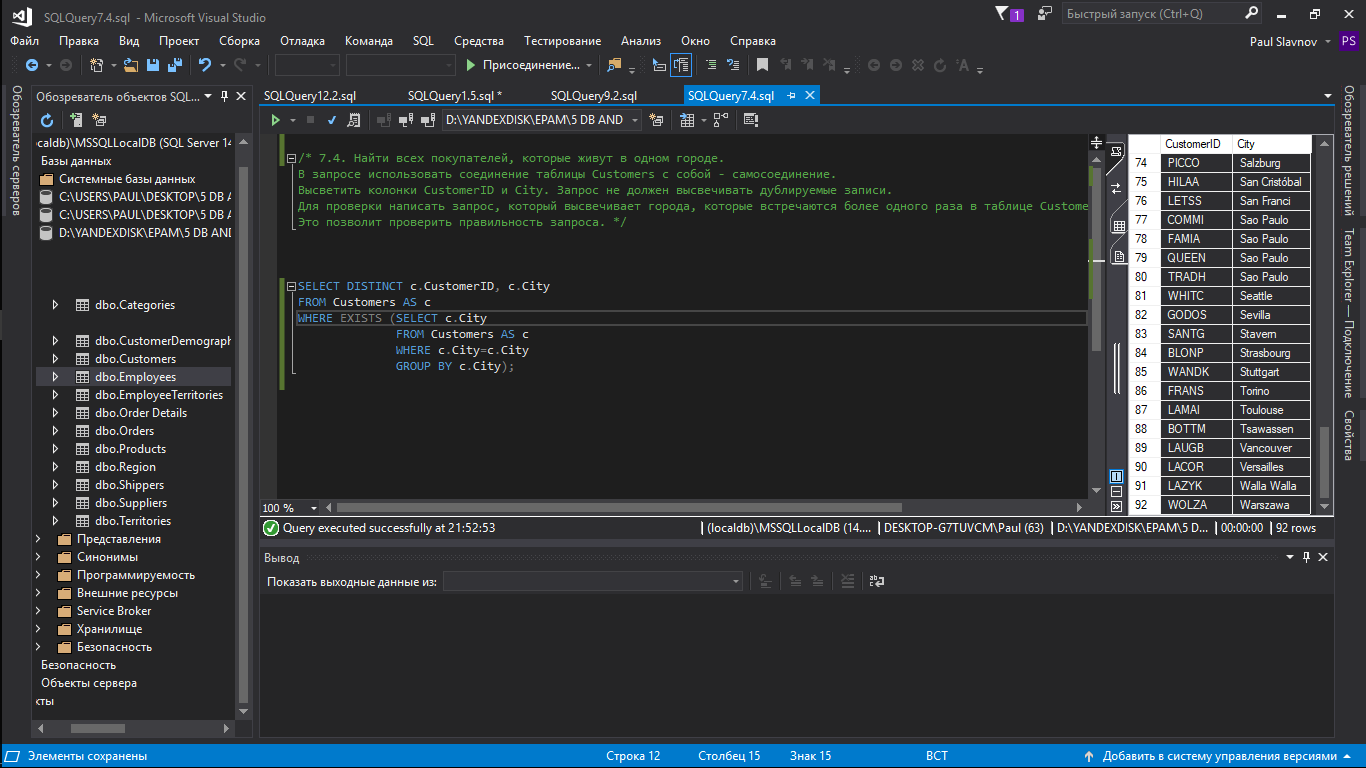 SQLQuery7.4.sql - Microsoft Visual Studio
1
Быстрый запуск (Ctrl+Q)
Файл Правка Вид Проект Сборка Отладка Команда SQL Средства Тестирование Анализ Окно Справка
Paul Slavnov PS
Присоединение...
Обозреватель серверов
Обозреватель объектов SQL...
SQLQuery12.2.sql SQLQuery1.5.sql * SQLQuery9.2.sql SQLQuery7.4.sql
D:\YANDEXDISK\EPAM\5 DB AND
caldb)\MSSQLLocalDB (SQL Server 14
Базы данных
Системные базы данных
C:\USERS\PAUL\DESKTOP\5 DB A
C:\USERS\PAUL\DESKTOP\5 DB A
D:\YANDEXDISK\EPAM\5 DB AND
dbo.Categories
dbo.CustomerDemograph
dbo.Customers
dbo.Employees
dbo.EmployeeTerritories
dbo.Order Details
dbo.Orders
dbo.Products
dbo.Region
dbo.Shippers
dbo.Suppliers
dbo.Territories
Представления
Синонимы
Программируемость
Внешние ресурсы
Service Broker
Хранилище
Безопасность
Безопасность
Объекты сервера
кты
/* 7.4. Найти всех покупателей, которые живут в одном городе.
В запросе использовать соединение таблицы Customers с собой - самосоединение.
Высветить колонки CustomerID и City. Запрос не должен высвечивать дублируемые записи.
Для проверки написать запрос, который высвечивает города, которые встречаются более одного раза в таблице Custome
Это позволит проверить правильность запроса. */
SELECT DISTINCT c.CustomerID, c.City
FROM Customers AS c
WHERE EXISTS (SELECT c.City
FROM Customers AS c
WHERE c.City=c.City
GROUP BY c.City);
100 %
CustomerID City
74 PICCO Salzburg
75 HILAA San Cristóbal
76 LETSS San Franci
77 COMMI Sao Paulo
78 FAMIA Sao Paulo
79 QUEEN Sao Paulo
80 TRADH Sao Paulo
81 WHITC Seattle
82 GODOS Sevilla
83 SANTG Stavern
84 BLONP Strasbourg
85 WANDK Stuttgart
86 FRANS Torino
87 LAMAI Toulouse
88 BOTTM Tsawassen
89 LAUGB Vancouver
90 LACOR Versailles
91 LAZYK Walla Walla
92 WOLZA Warszawa
Обозреватель решений
Team Explorer — Подключение
Свойства
Query executed successfully at 21:52:53
(localdb)\MSSQLLocalDB (14.... DESKTOP-G7TUVCM\Paul (63) D:\YANDEXDISK\EPAM\5 D... 00:00:00 92 rows
Вывод
Показать выходные данные из:
Элементы сохранены Строка 12 Столбец 15 Знак 15 ВСТ Добавить в систему управления версиями